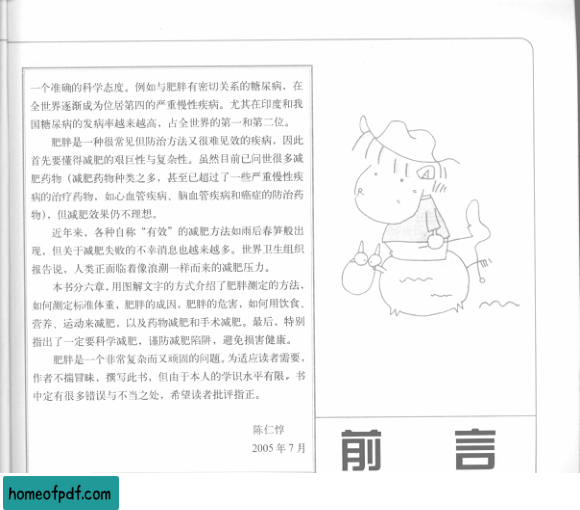 一个准确的科学态度。例如与肥胖有密切关系的糖尿病，在
全世界逐渐成为位居第四的严重慢性疾病。尤其在印度和我
国糖尿病的发病率越来越高，占全世界的第一和第二位。
肥胖是一种很常见但防治方法又很难见效的疾病，因此
首先要懂得减肥的艰巨性与复杂性。虽然目前已问世很多减
肥药物（减肥药物种类之多，甚至已超过了一些严重慢性疾
病的治疗药物，如心血管疾病、脑血管疾病和癌症的防治药
物），但减肥效果仍不理想。
近年来，各种自称“有效”的减肥方法如雨后春笋般出
现，但关于减肥失败的不幸消息也越来越多。世界卫生组织
报告说，人类正面临着像浪潮一样而来的减肥压力。
本书分六章，用图解文字的方式介绍了肥胖测定的方法，
如何测定标准体重，肥胖的成因，肥胖的危害，如何用饮食、
营养、运动来减肥，以及药物减肥和手术减肥。最后，特别
指出了一定要科学减肥，谨防减肥陷阱，避免损害健康。
肥胖是一个非常复杂而又顽固的问题。为适应读者需要，
作者不揣冒昧，撰写此书，但由于本人的学识水平有限，书
中定有很多错误与不当之处，希望读者批评指正。
陈仁惇
2005年7月
前言
homeofpdf.com